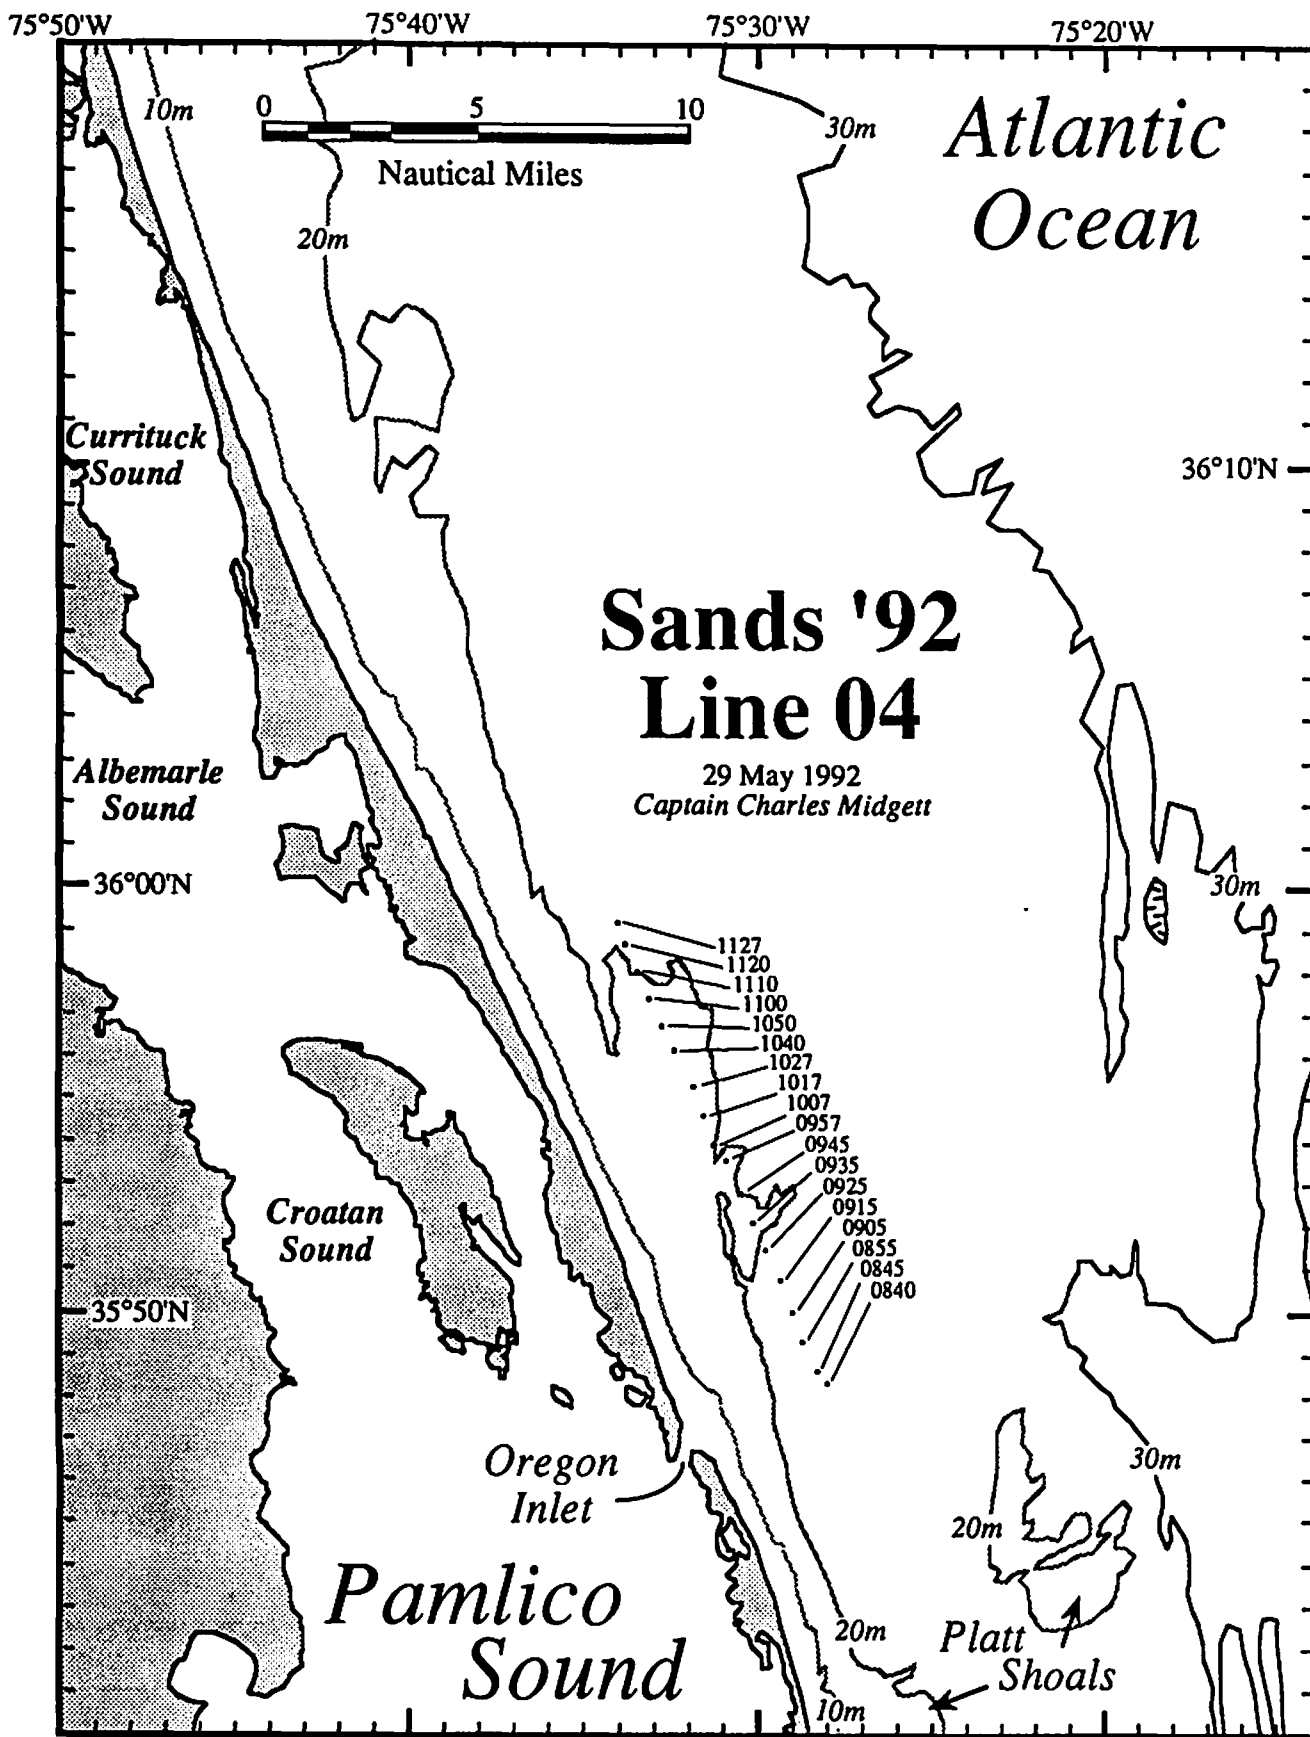 75°50'W 75°40'W 75°30'W 75°20'W
10m
0 5 10
Nautical Miles
30m
Atlantic
Ocean
20m
Currituck
Sound
36°10'N
Sands '92
Line 04
29 May 1992
Captain Charles Midgett
Albemarle
Sound
36°00'N
30m
1127
1120
1110
1100
1050
1040
1027
1017
1007
0957
0945
0935
0925
0915
0905
0855
0845
0840
Croatan
Sound
35°50'N
Oregon
Inlet
30m
20m
Pamlico
Sound
20m
Platt
Shoals
10m